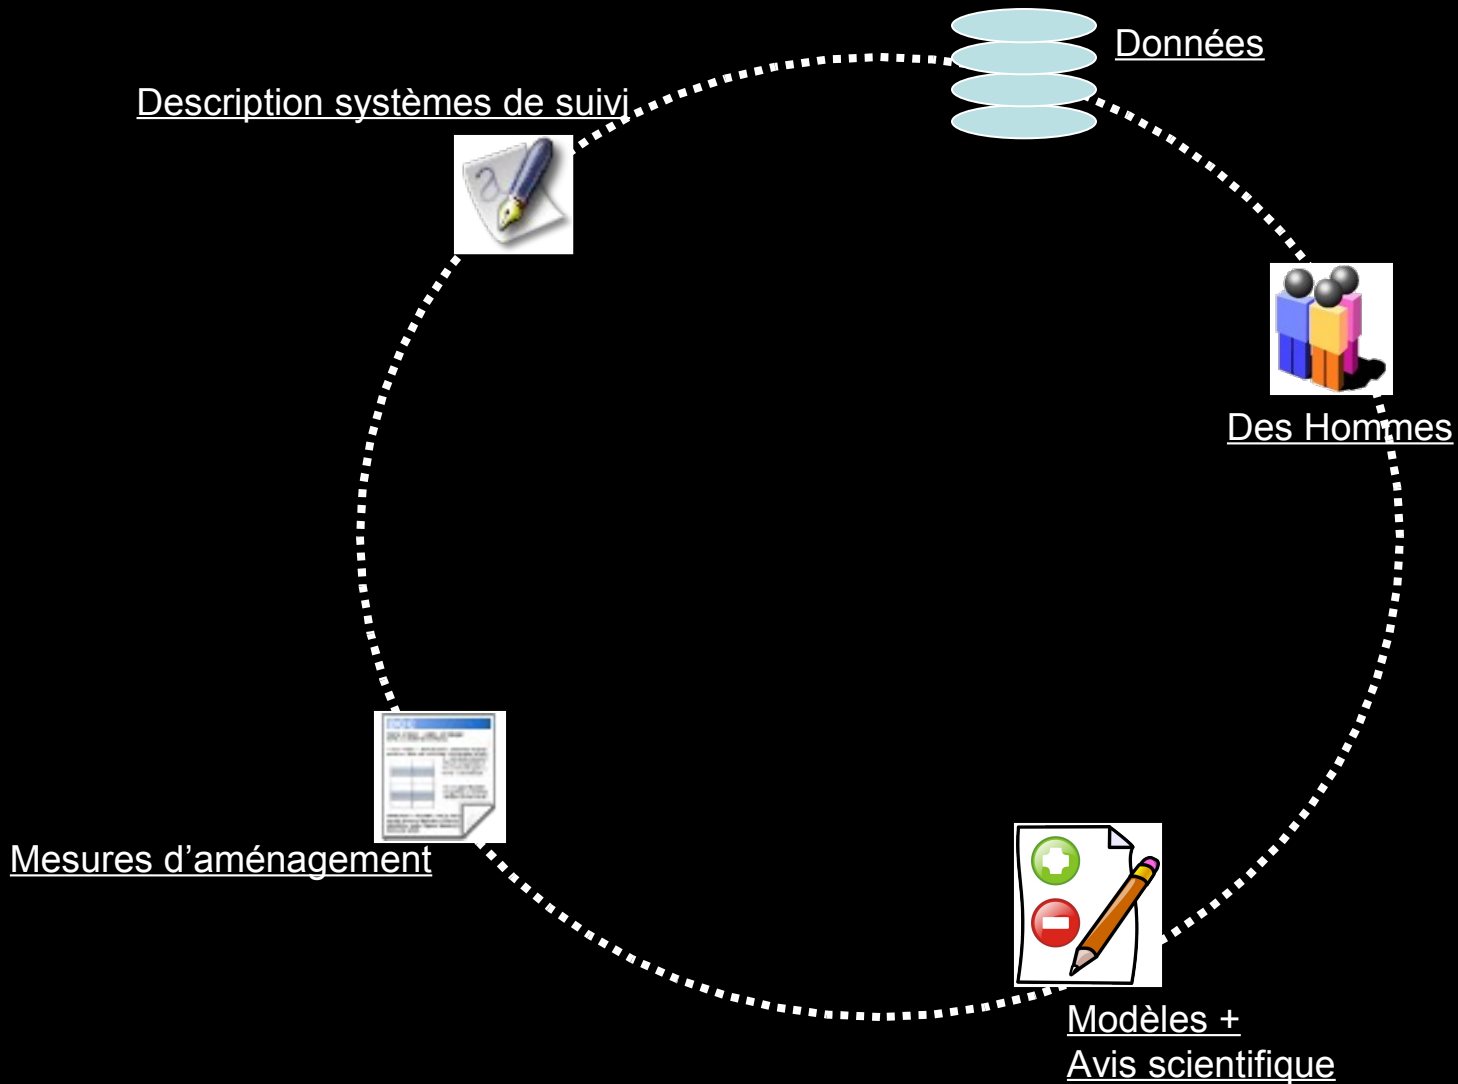 Données
Description systèmes de suivi
Des Hommes
Mesures d’aménagement
Modèles +
Avis scientifique